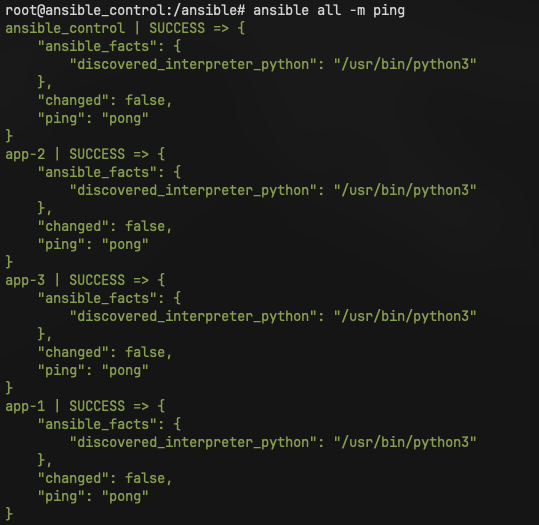 root@ansible_control:/ansible# ansible all -m ping
ansible_control | SUCCESS => {
    "ansible_facts": {
        "discovered_interpreter_python": "/usr/bin/python3"
    },
    "changed": false,
    "ping": "pong"
}
app-2 | SUCCESS => {
    "ansible_facts": {
        "discovered_interpreter_python": "/usr/bin/python3"
    },
    "changed": false,
    "ping": "pong"
}
app-3 | SUCCESS => {
    "ansible_facts": {
        "discovered_interpreter_python": "/usr/bin/python3"
    },
    "changed": false,
    "ping": "pong"
}
app-1 | SUCCESS => {
    "ansible_facts": {
        "discovered_interpreter_python": "/usr/bin/python3"
    },
    "changed": false,
    "ping": "pong"
}